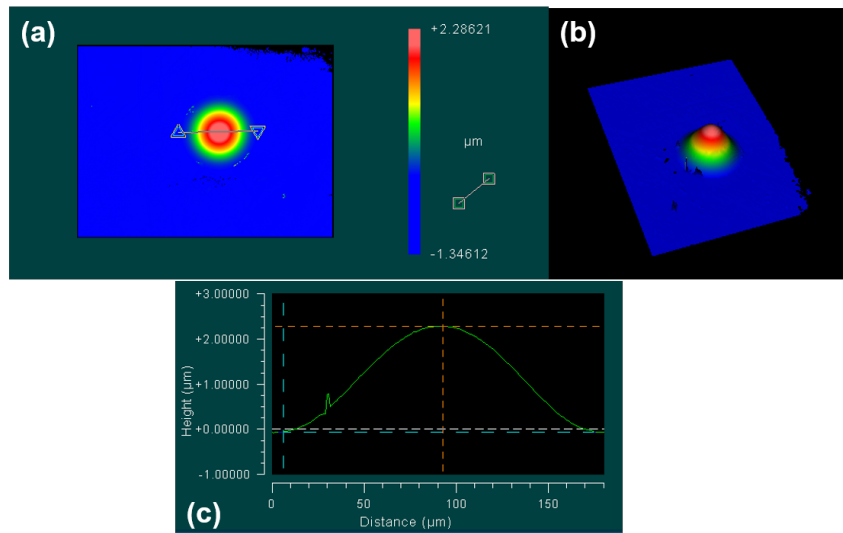 (a)
+2.28621
µm
-1.34612
(b)
+3.00000
+2.00000
+1.00000
+0.00000
-1.00000
Height (µm)
0
50
100
150
Distance (µm)
(c)